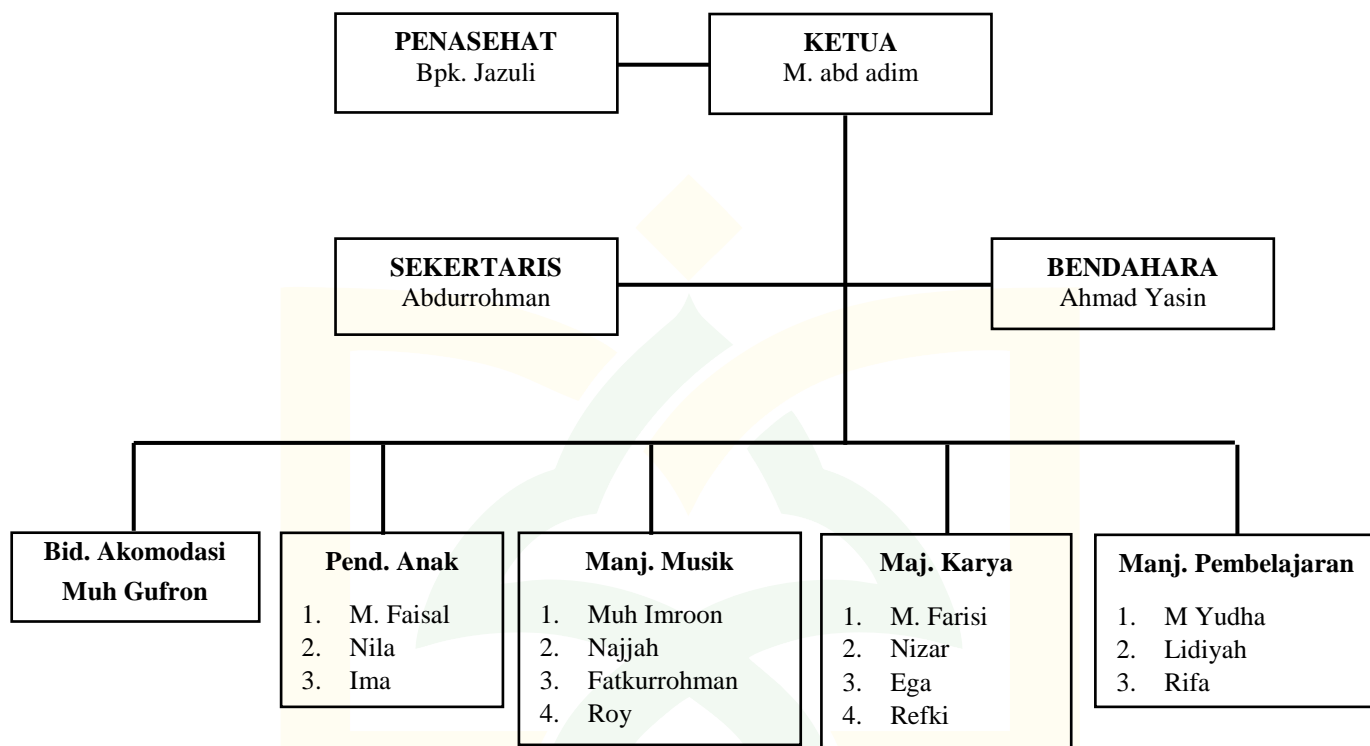 PENASEHAT
Bpk. Jazuli
KETUA
M. abd adim
SEKERTARIS
Abdurrohman
BENDAHARA
Ahmad Yasin
Bid. Akomodasi
Muh Gufron
Pend. Anak
1. M. Faisal
2. Nila
3. Ima
Manj. Musik
1. Muh Imroon
2. Najjah
3. Fatkurrohman
4. Roy
Maj. Karya
1. M. Farisi
2. Nizar
3. Ega
4. Refki
Manj. Pembelajaran
1. M Yudha
2. Lidiyah
3. Rifa